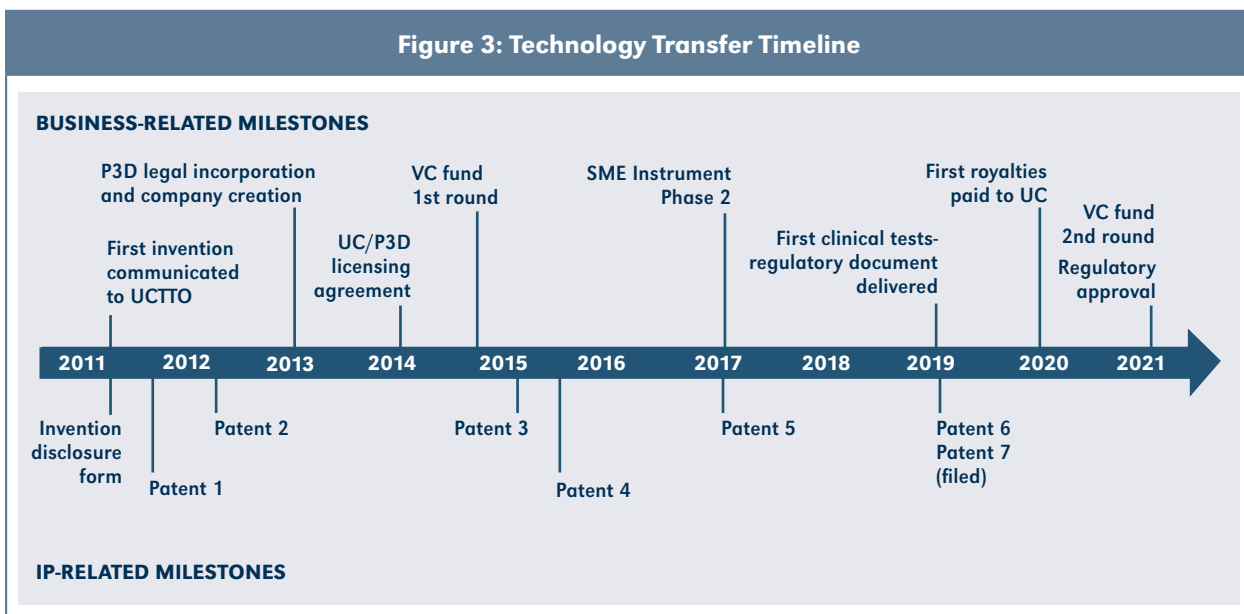 Figure 3: Technology Transfer Timeline
BUSINESS-RELATED MILESTONES
P3D legal incorporation
and company creation
First invention
communicated
to UCTTO
UC/P3D
licensing
agreement
VC fund
1st round
SME Instrument
Phase 2
First clinical tests-
regulatory document
delivered
First royalties
paid to UC
VC fund
2nd round
Regulatory
approval
2011 2012 2013 2014 2015 2016 2017 2018 2019 2020 2021
Invention
disclosure
form
Patent 1
Patent 2
Patent 3
Patent 4
Patent 5
Patent 6
Patent 7
(filed)
IP-RELATED MILESTONES